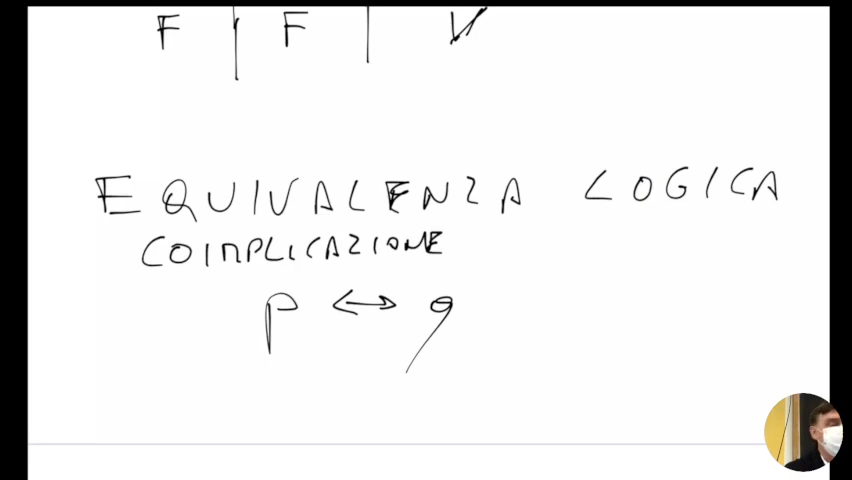 F | F | V
EQUIVALENZA LOGICA
COIMPLICAZIONE
p ↔ q